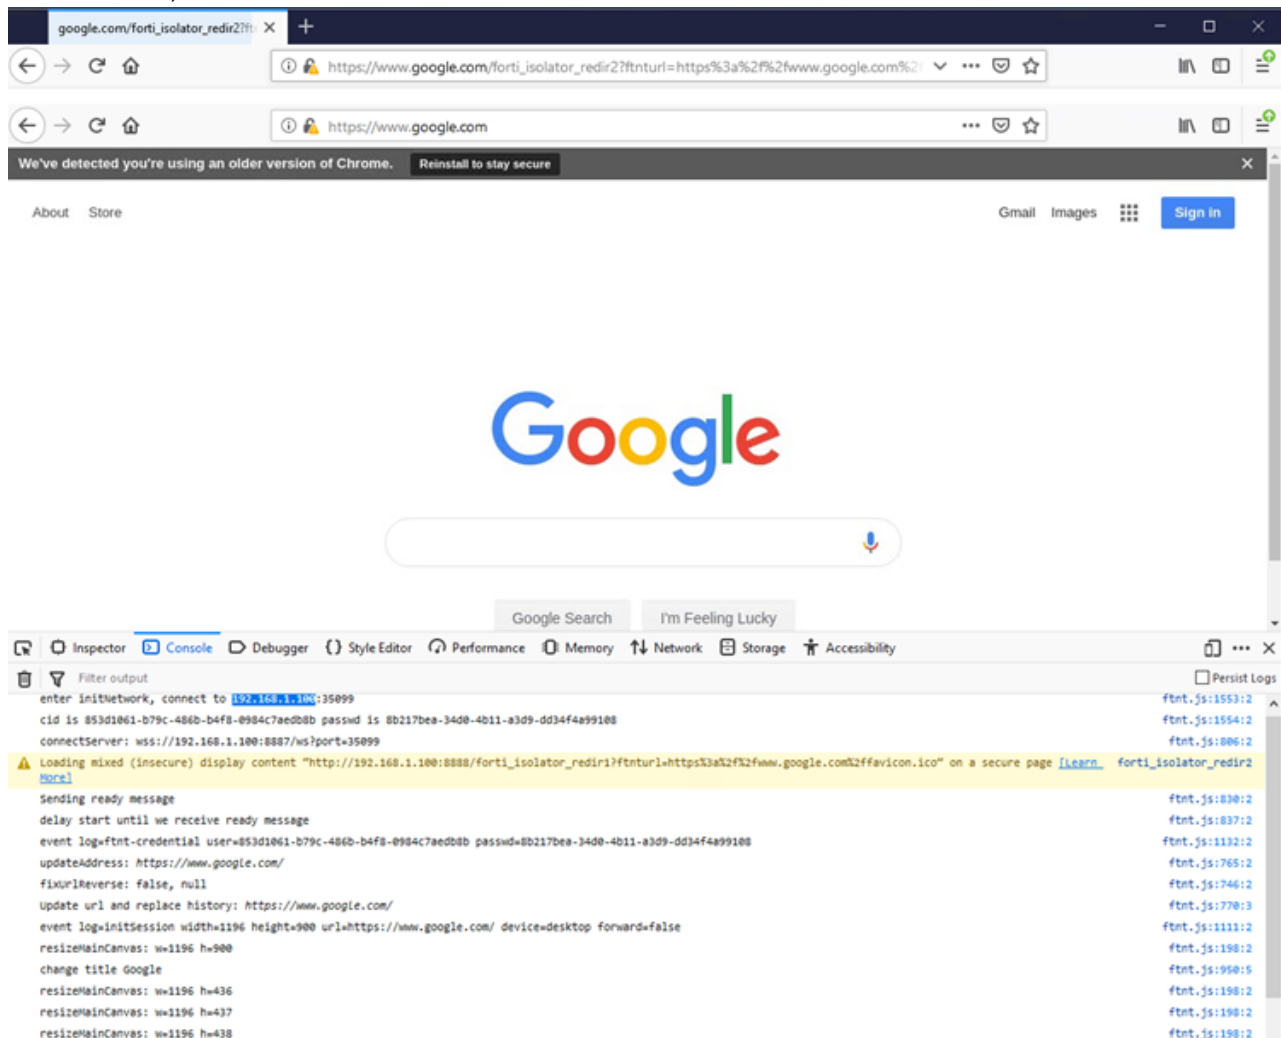 google.com/forti_isolator_redir2?ft
https://www.google.com/forti_isolator_redir2?ftnturl=https%3a%2f%2fwww.google.com%2f
https://www.google.com
We've detected you're using an older version of Chrome. Reinstall to stay secure
About Store Gmail Images Sign in
Google
Google Search I'm Feeling Lucky
Inspector Console Debugger Style Editor Performance Memory Network Storage Accessibility
Filter output Persist Logs
enter initNetwork, connect to 192.168.1.100:35099 ftnt.js:1553:2
cid is 853d1061-b79c-486b-b4f8-0984c7aedb8b passwd is 8b217bea-34d0-4b11-a3d9-dd34f4a99108 ftnt.js:1554:2
connectServer: wss://192.168.1.100:8887/ws?port=35099 ftnt.js:806:2
Loading mixed (insecure) display content "http://192.168.1.100:8888/forti_isolator_redir1?ftnturl=https%3a%2f%2fwww.google.com%2ffavicon.ico" on a secure page [Learn forti_isolator_redir2
More]
Sending ready message ftnt.js:830:2
delay start until we receive ready message ftnt.js:837:2
event log=ftnt-credential user=853d1061-b79c-486b-b4f8-0984c7aedb8b passwd=8b217bea-34d0-4b11-a3d9-dd34f4a99108 ftnt.js:1132:2
updateAddress: https://www.google.com/ ftnt.js:765:2
fixUrlReverse: false, null ftnt.js:746:2
Update url and replace history: https://www.google.com/ ftnt.js:770:3
event log=initSession width=1196 height=900 url=https://www.google.com/ device=desktop forward=false ftnt.js:1111:2
resizeMainCanvas: w=1196 h=900 ftnt.js:198:2
change title Google ftnt.js:950:5
resizeMainCanvas: w=1196 h=436 ftnt.js:198:2
resizeMainCanvas: w=1196 h=437 ftnt.js:198:2
resizeMainCanvas: w=1196 h=438 ftnt.js:198:2